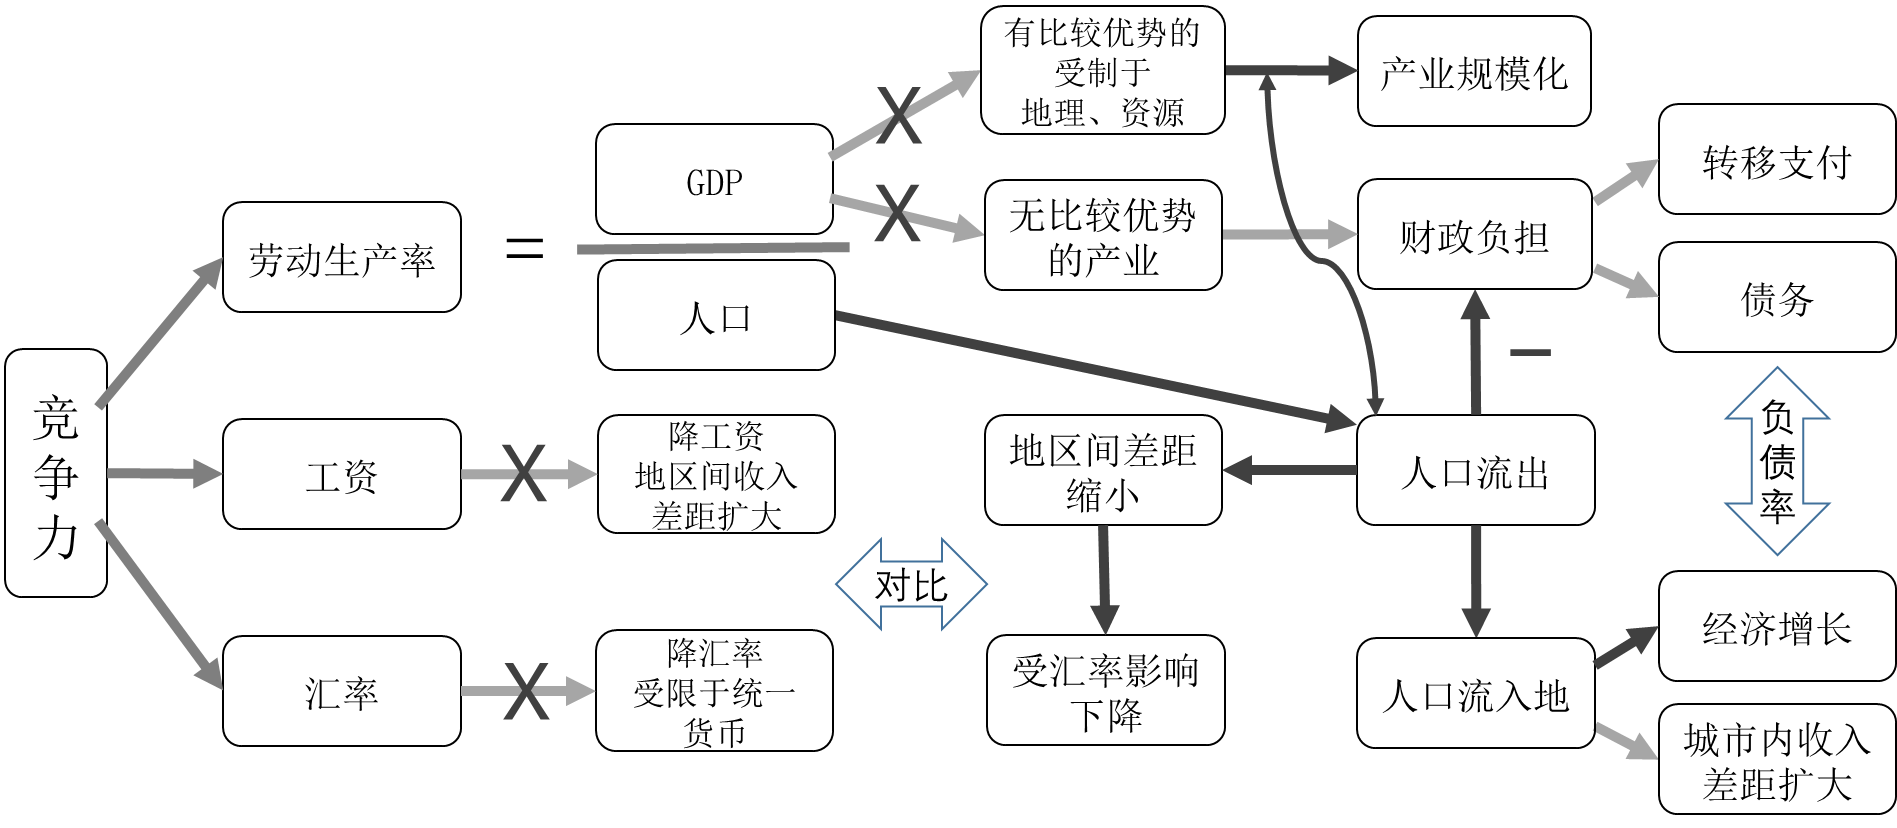 竞
争
力
劳动生产率
=
GDP
人口
工资
汇率
X
X
X
X
有比较优势的
受制于
地理、资源
无比较优势
的产业
降工资
地区间收入
差距扩大
降汇率
受限于统一
货币
对比
产业规模化
财政负担
转移支付
债务
－
人口流出
地区间差距
缩小
受汇率影响
下降
人口流入地
负
债
率
经济增长
城市内收入
差距扩大